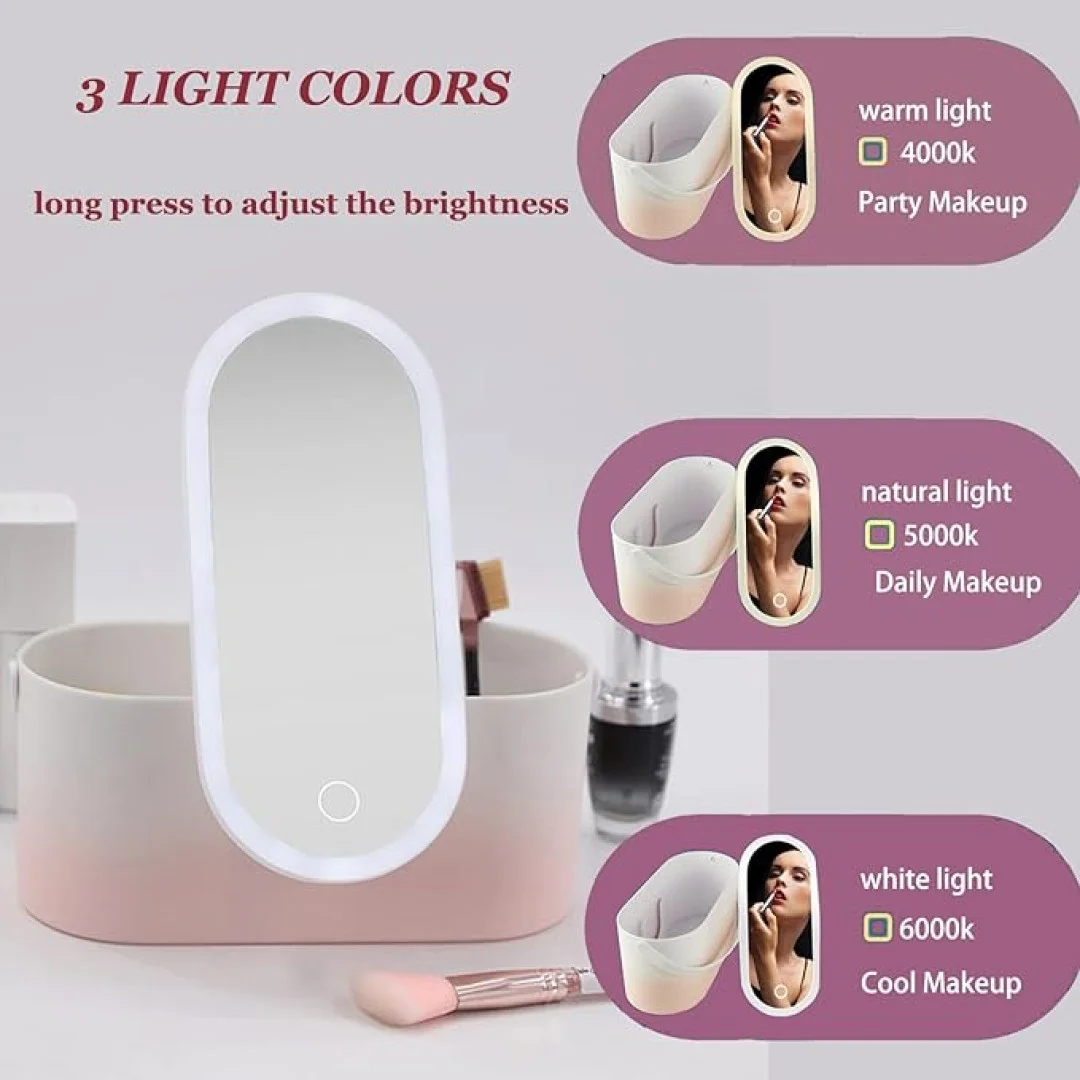 3 LIGHT COLORS
long press to adjust the brightness
warm light
4000k
Party Makeup
natural light
5000k
Daily Makeup
white light
6000k
Cool Makeup